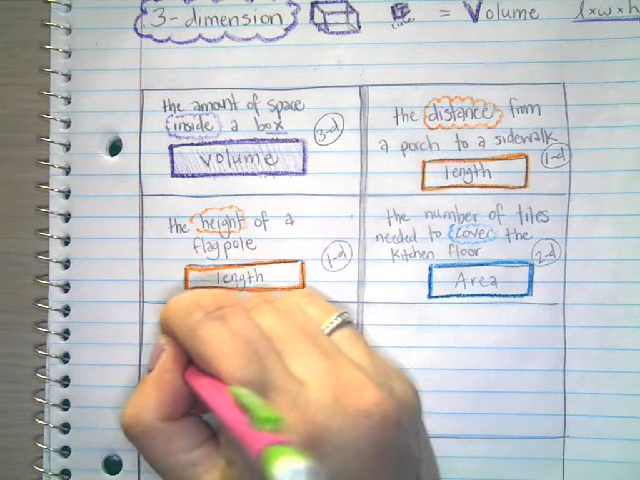 3-dimension = Volume l×w×h
the amount of space
inside a box
3-d
Volume
the distance from
a porch to a sidewalk
1-d
length
the height of a
flagpole
1-d
length
the number of tiles
needed to cover the
kitchen floor
2-d
Area